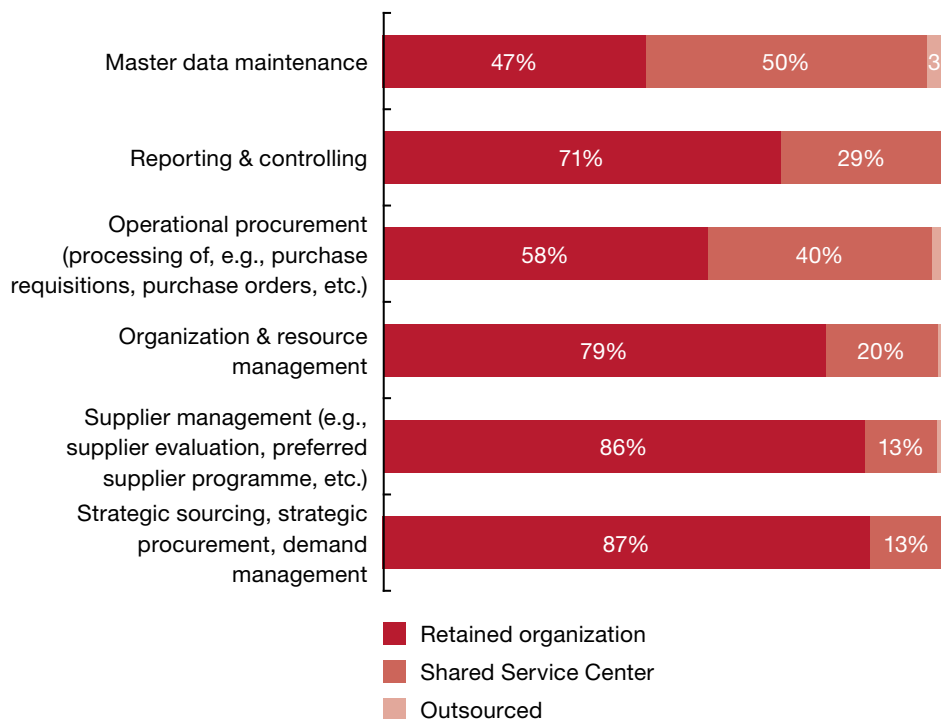 Master data maintenance
47% 50% 3
Reporting & controlling
71% 29%
Operational procurement
(processing of, e.g., purchase
requisitions, purchase orders, etc.)
58% 40%
Organization & resource
management
79% 20%
Supplier management (e.g.,
supplier evaluation, preferred
supplier programme, etc.)
86% 13%
Strategic sourcing, strategic
procurement, demand
management
87% 13%
Retained organization
Shared Service Center
Outsourced